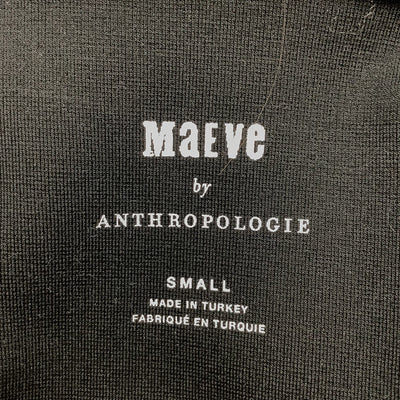 MaEVe
by
ANTHROPOLOGIE
SMALL
MADE IN TURKEY
FABRIQUÉ EN TURQUIE